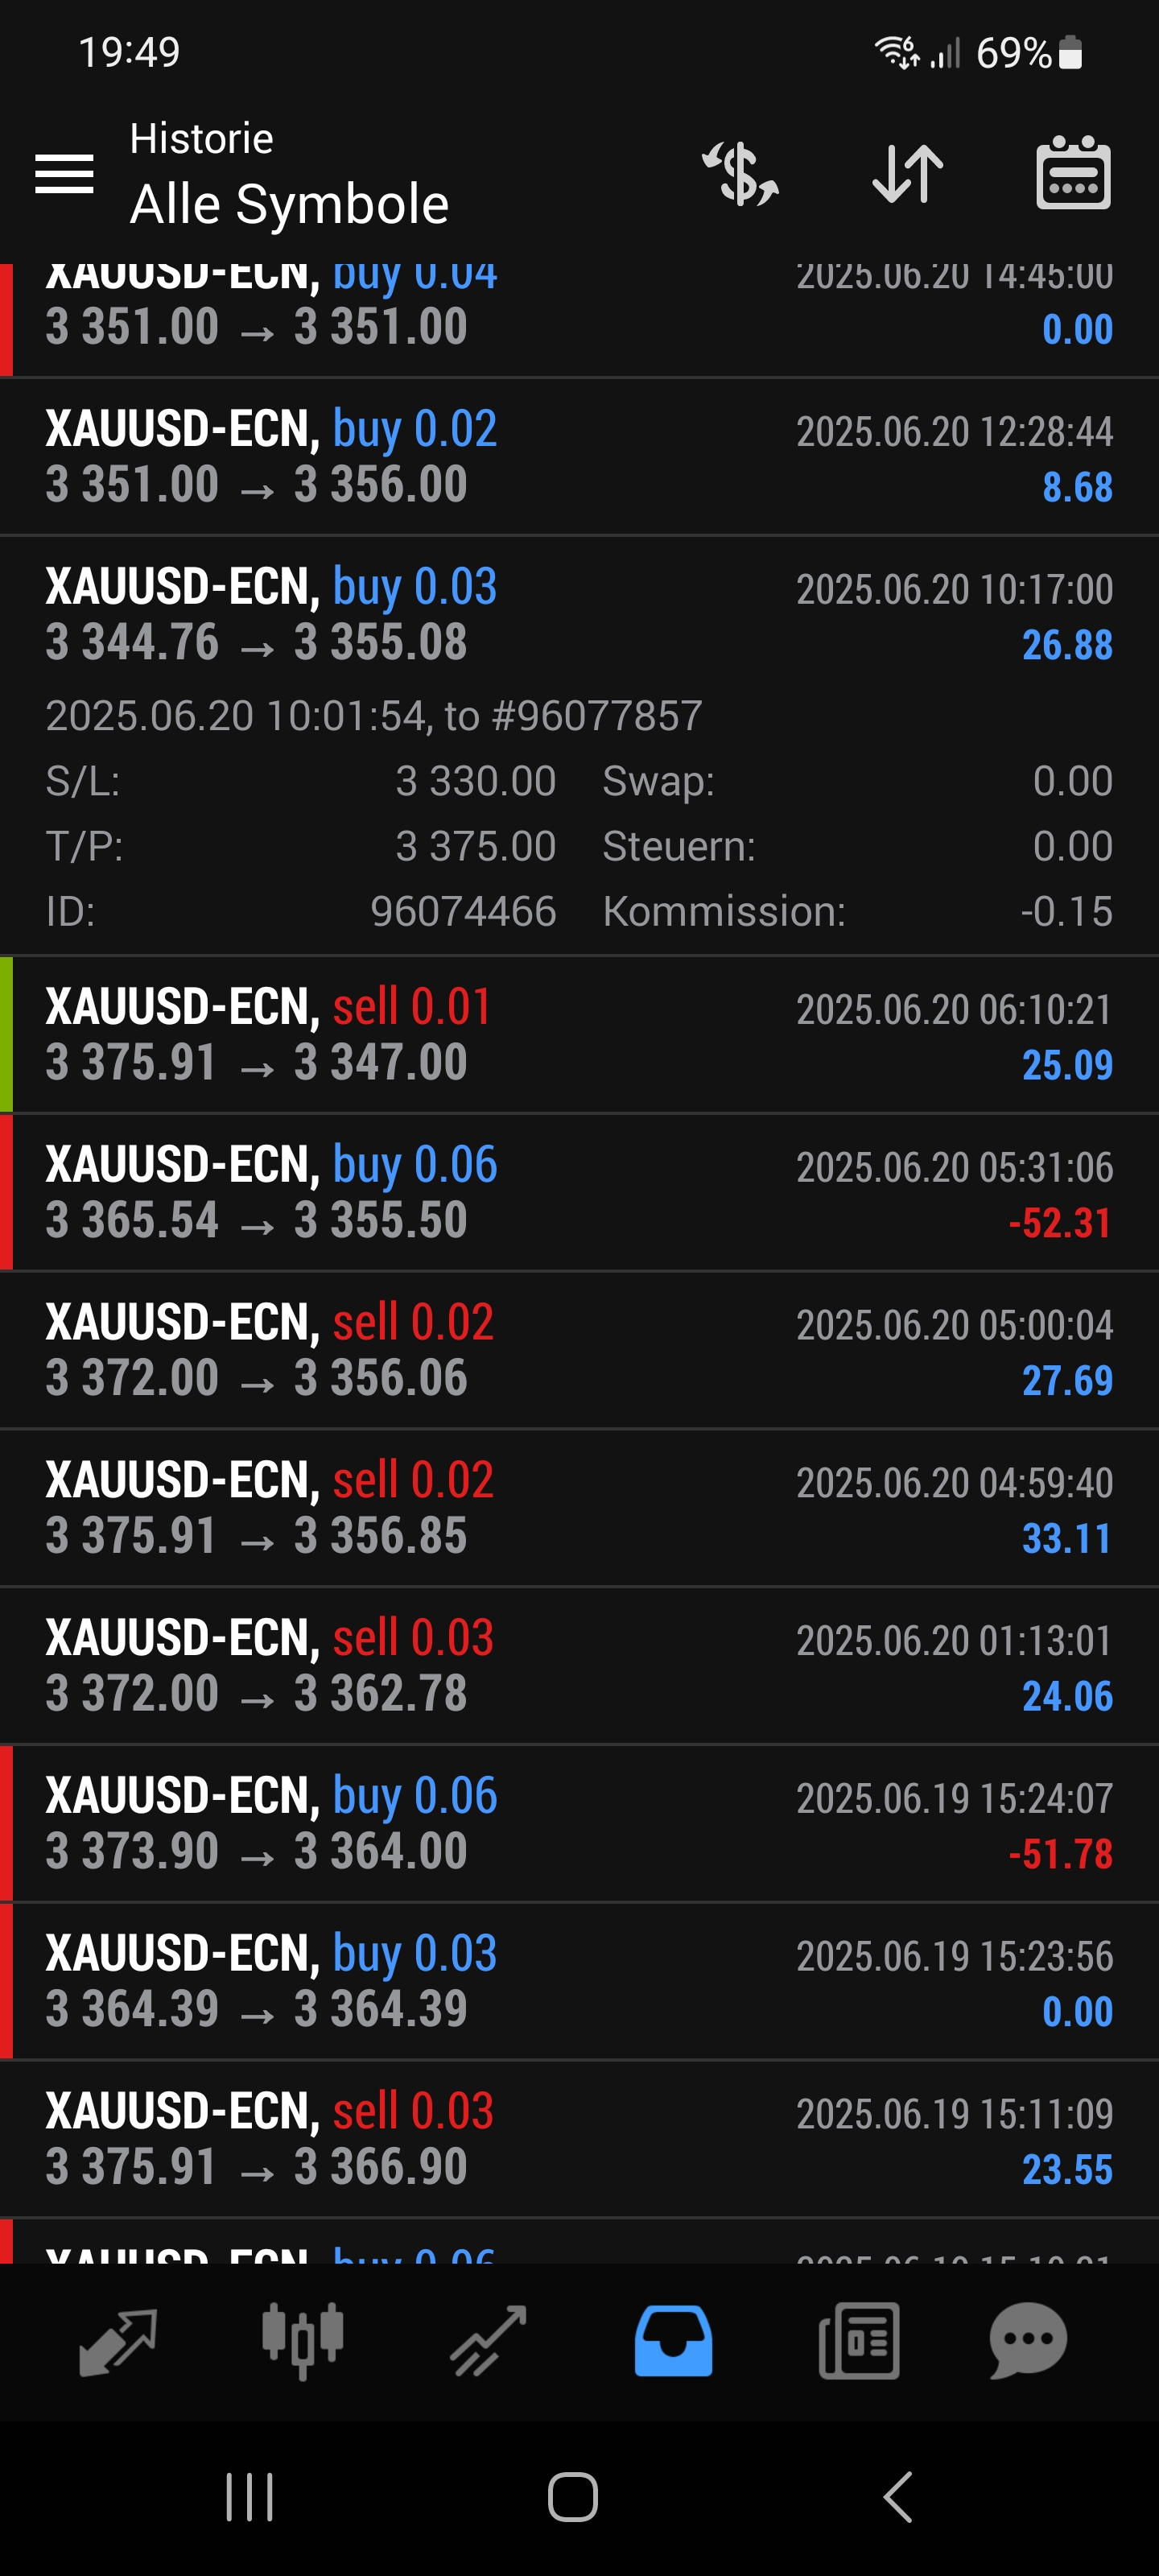 19:49
6 69%
Historie
Alle Symbole
XAUUSD-ECN, buy 0.04 2025.06.20 14:45:00
3 351.00 → 3 351.00 0.00
XAUUSD-ECN, buy 0.02 2025.06.20 12:28:44
3 351.00 → 3 356.00 8.68
XAUUSD-ECN, buy 0.03 2025.06.20 10:17:00
3 344.76 → 3 355.08 26.88
2025.06.20 10:01:54, to #96077857
S/L: 3 330.00 Swap: 0.00
T/P: 3 375.00 Steuern: 0.00
ID: 96074466 Kommission: -0.15
XAUUSD-ECN, sell 0.01 2025.06.20 06:10:21
3 375.91 → 3 347.00 25.09
XAUUSD-ECN, buy 0.06 2025.06.20 05:31:06
3 365.54 → 3 355.50 -52.31
XAUUSD-ECN, sell 0.02 2025.06.20 05:00:04
3 372.00 → 3 356.06 27.69
XAUUSD-ECN, sell 0.02 2025.06.20 04:59:40
3 375.91 → 3 356.85 33.11
XAUUSD-ECN, sell 0.03 2025.06.20 01:13:01
3 372.00 → 3 362.78 24.06
XAUUSD-ECN, buy 0.06 2025.06.19 15:24:07
3 373.90 → 3 364.00 -51.78
XAUUSD-ECN, buy 0.03 2025.06.19 15:23:56
3 364.39 → 3 364.39 0.00
XAUUSD-ECN, sell 0.03 2025.06.19 15:11:09
3 375.91 → 3 366.90 23.55
XAUUSD-ECN, buy